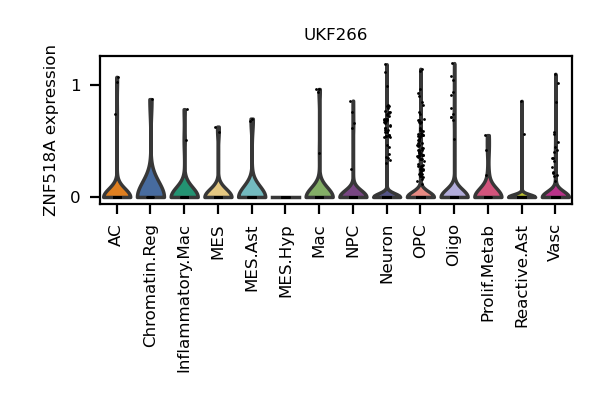 UKF266
ZNF518A expression
1
0
AC
Chromatin.Reg
Inflammatory.Mac
MES
MES.Ast
MES.Hyp
Mac
NPC
Neuron
OPC
Oligo
Prolif.Metab
Reactive.Ast
Vasc